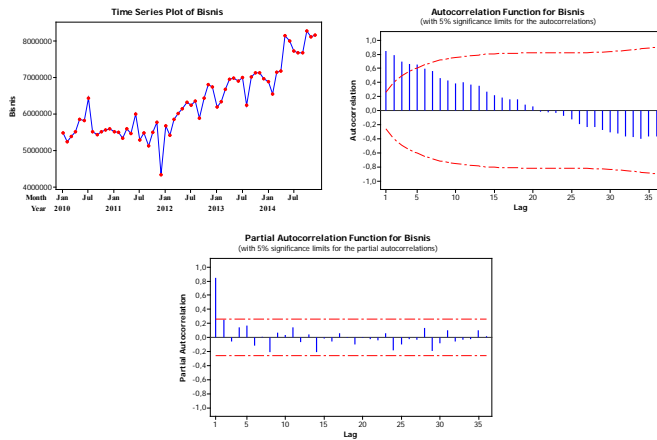 Time Series Plot of Bisnis
Bisnis
8000000
7000000
6000000
5000000
4000000
Month Jan Jul Jan Jul Jan Jul Jan Jul Jan Jul
Year 2010 2011 2012 2013 2014
Autocorrelation Function for Bisnis
(with 5% significance limits for the autocorrelations)
Autocorrelation
1,0
0,8
0,6
0,4
0,2
0,0
-0,2
-0,4
-0,6
-0,8
-1,0
1 5 10 15 20 25 30 35
Lag
Partial Autocorrelation Function for Bisnis
(with 5% significance limits for the partial autocorrelations)
Partial Autocorrelation
1,0
0,8
0,6
0,4
0,2
0,0
-0,2
-0,4
-0,6
-0,8
-1,0
1 5 10 15 20 25 30 35
Lag